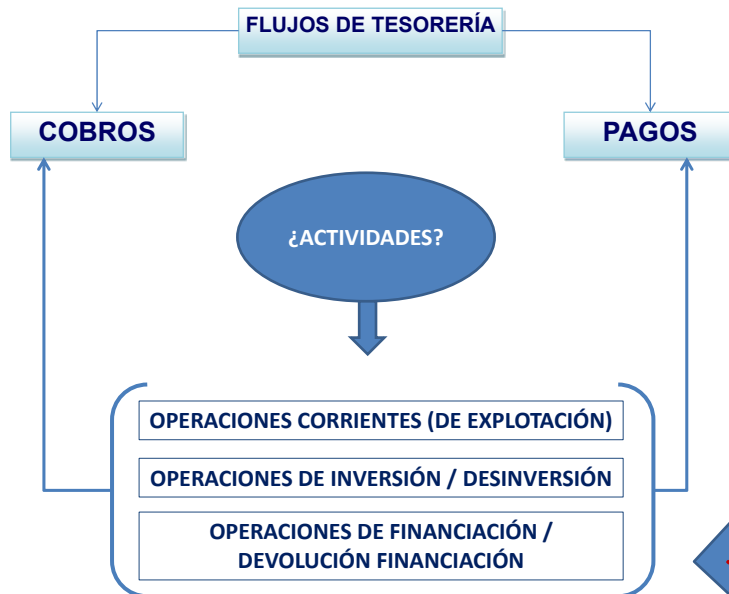 FLUJOS DE TESORERÍA
COBROS
PAGOS
¿ACTIVIDADES?
OPERACIONES CORRIENTES (DE EXPLOTACIÓN)
OPERACIONES DE INVERSIÓN / DESINVERSIÓN
OPERACIONES DE FINANCIACIÓN /
DEVOLUCIÓN FINANCIACIÓN